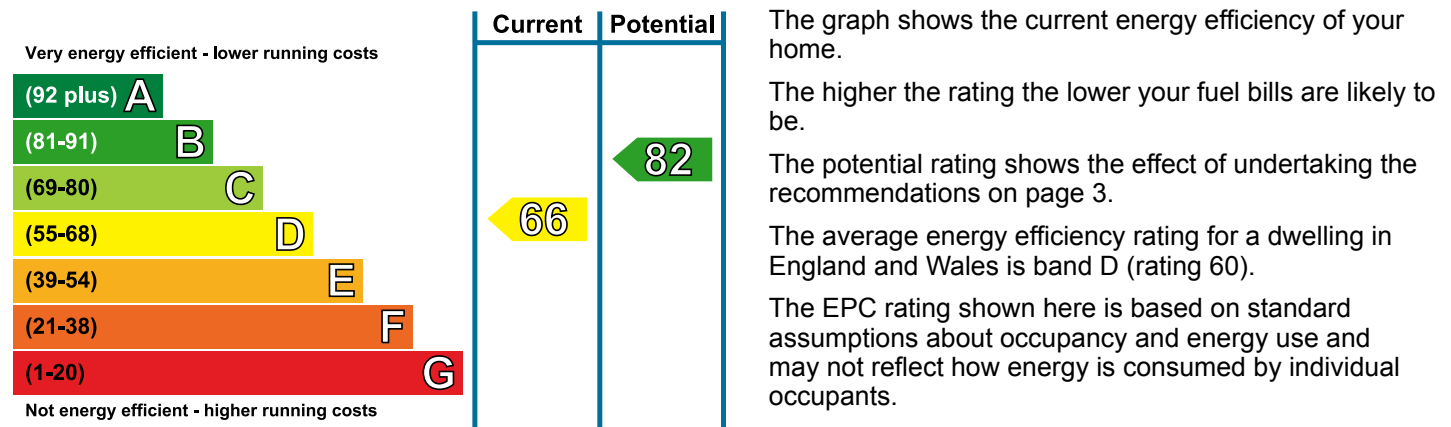 Current Potential
Very energy efficient - lower running costs
(92 plus) A
(81-91) B
82
(69-80) C
66
(55-68) D
(39-54) E
(21-38) F
(1-20) G
Not energy efficient - higher running costs
The graph shows the current energy efficiency of your
home.
The higher the rating the lower your fuel bills are likely to
be.
The potential rating shows the effect of undertaking the
recommendations on page 3.
The average energy efficiency rating for a dwelling in
England and Wales is band D (rating 60).
The EPC rating shown here is based on standard
assumptions about occupancy and energy use and
may not reflect how energy is consumed by individual
occupants.